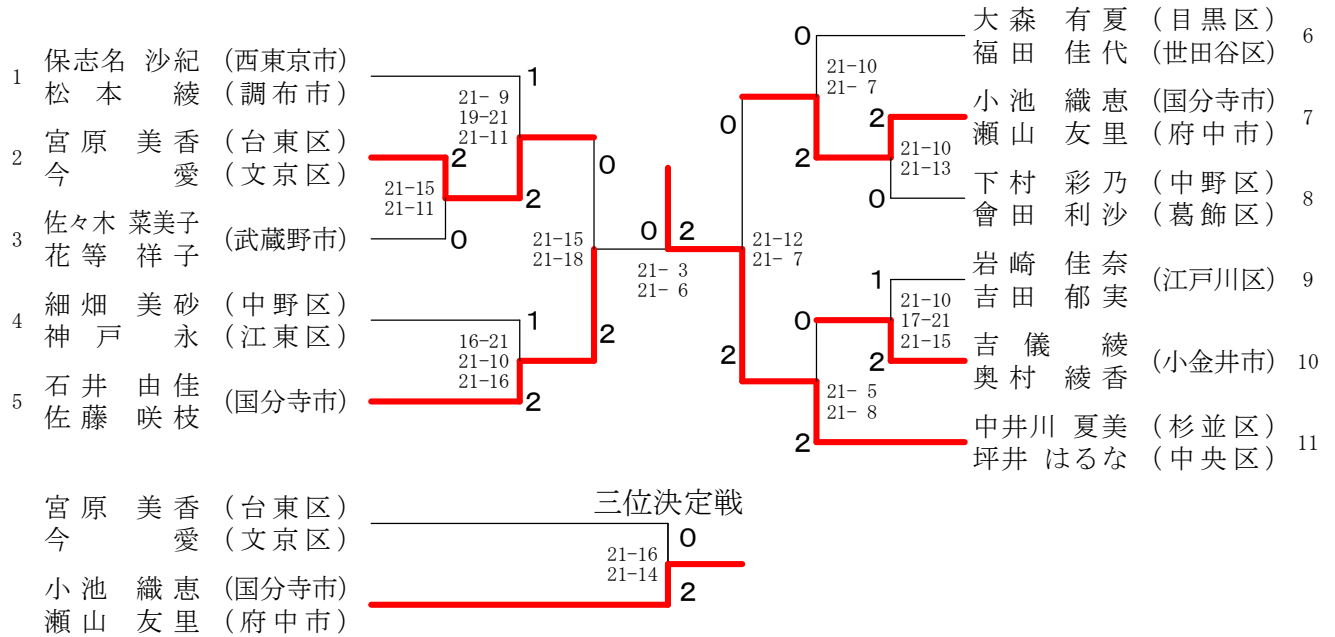 1
保志名 沙紀 (西東京市)
松本 綾 (調布市)
2
宮原 美香 (台東区)
今 愛 (文京区)
3
佐々木 菜美子
花等 祥子
(武蔵野市)
4
細畑 美砂 (中野区)
神戸 永 (江東区)
5
石井 由佳
佐藤 咲枝
(国分寺市)
1
21- 9
19-21
21-11
2
2
21-15
21-11
0
0
21-15
21-18
2
1
16-21
21-10
21-16
2
0
2
21- 3
21- 6
大森 有夏 (目黒区)
福田 佳代 (世田谷区)
6
小池 織恵 (国分寺市)
瀬山 友里 (府中市)
7
下村 彩乃 (中野区)
會田 利沙 (葛飾区)
8
岩崎 佳奈
吉田 郁実
(江戸川区)
9
吉儀 綾
奥村 綾香
(小金井市)
10
中井川 夏美 (杉並区)
坪井 はるな (中央区)
11
0
21-10
21- 7
2
2
21-10
21-13
0
0
21-12
21- 7
2
1
21-10
17-21
21-15
2
0
21- 5
21- 8
2
三位決定戦
宮原 美香 (台東区)
今 愛 (文京区)
小池 織恵 (国分寺市)
瀬山 友里 (府中市)
0
21-16
21-14
2